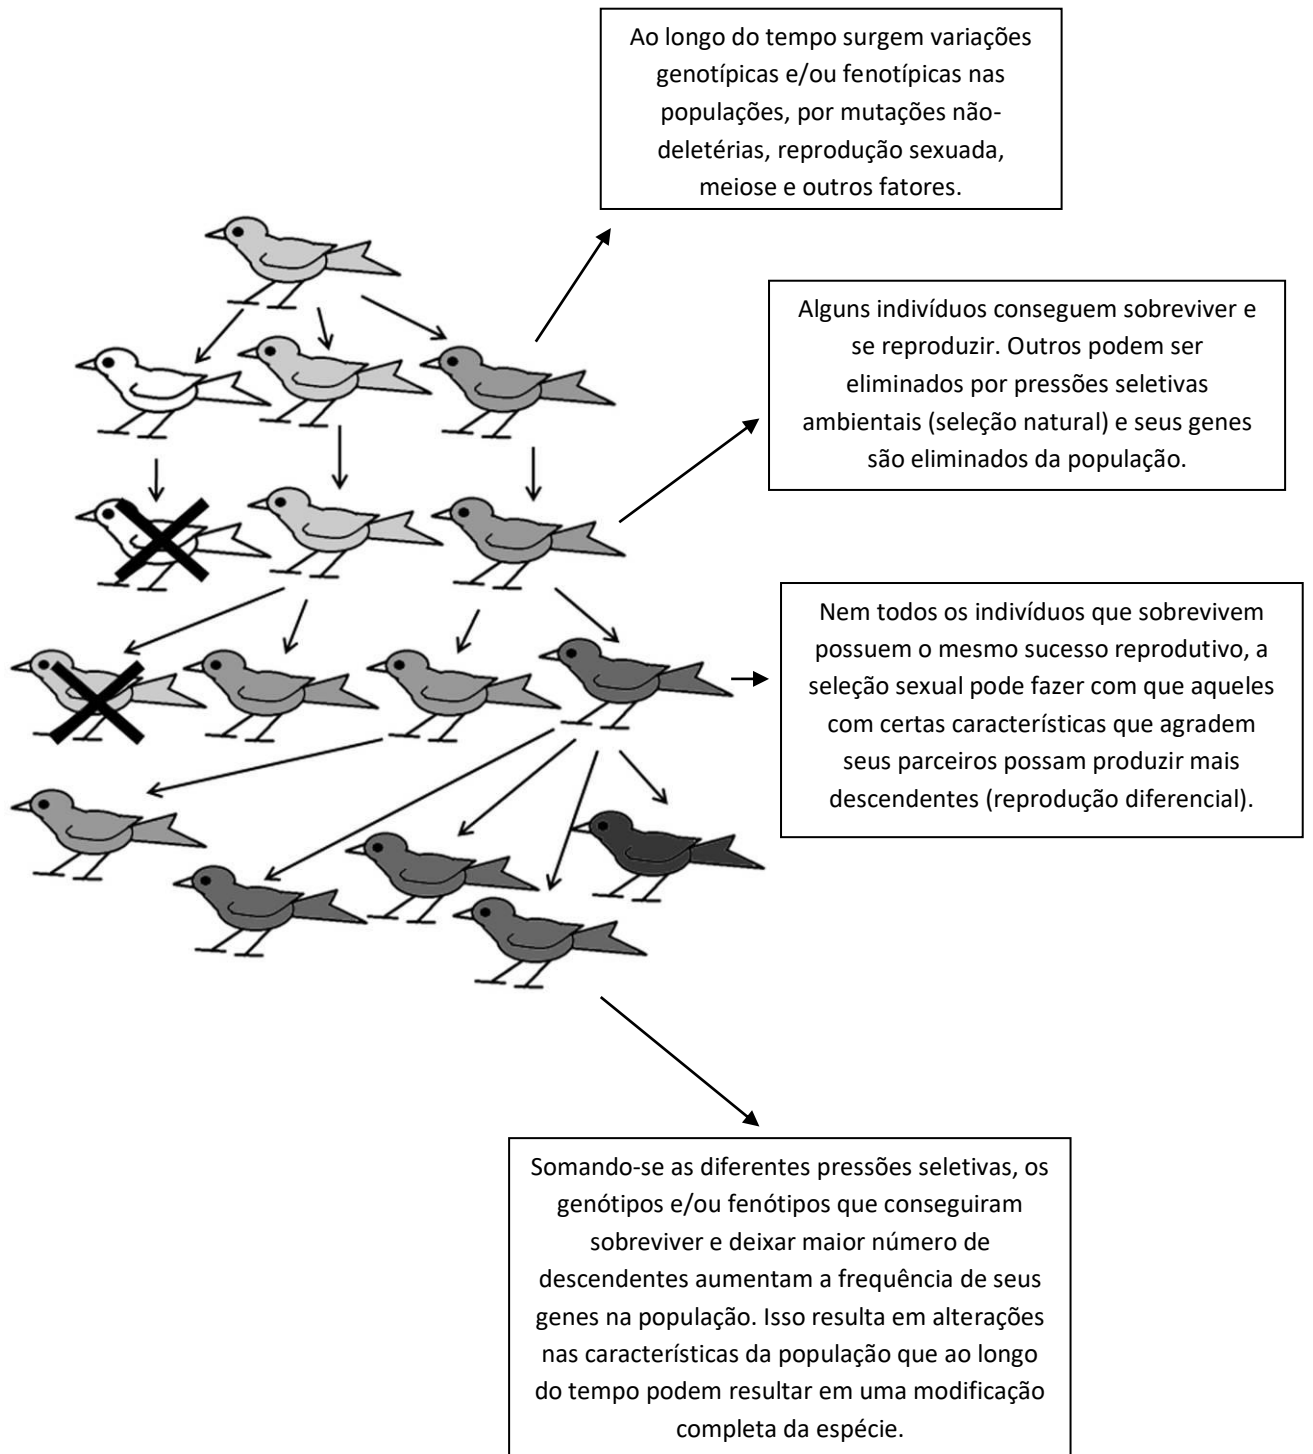 Ao longo do tempo surgem variações
genotípicas e/ou fenotípicas nas
populações, por mutações não-
deletérias, reprodução sexuada,
meiose e outros fatores.
Alguns indivíduos conseguem sobreviver e
se reproduzir. Outros podem ser
eliminados por pressões seletivas
ambientais (seleção natural) e seus genes
são eliminados da população.
Nem todos os indivíduos que sobrevivem
possuem o mesmo sucesso reprodutivo, a
seleção sexual pode fazer com que aqueles
com certas característícas que agradem
seus parceiros possam produzir mais
descendentes (reprodução diferencial).
Somando-se as diferentes pressões seletivas, os
genótipos e/ou fenótipos que conseguiram
sobreviver e deixar maior número de
descendentes aumentam a frequência de seus
genes na população. Isso resulta em alterações
nas características da população que ao longo
do tempo podem resultar em uma modificação
completa da espécie.